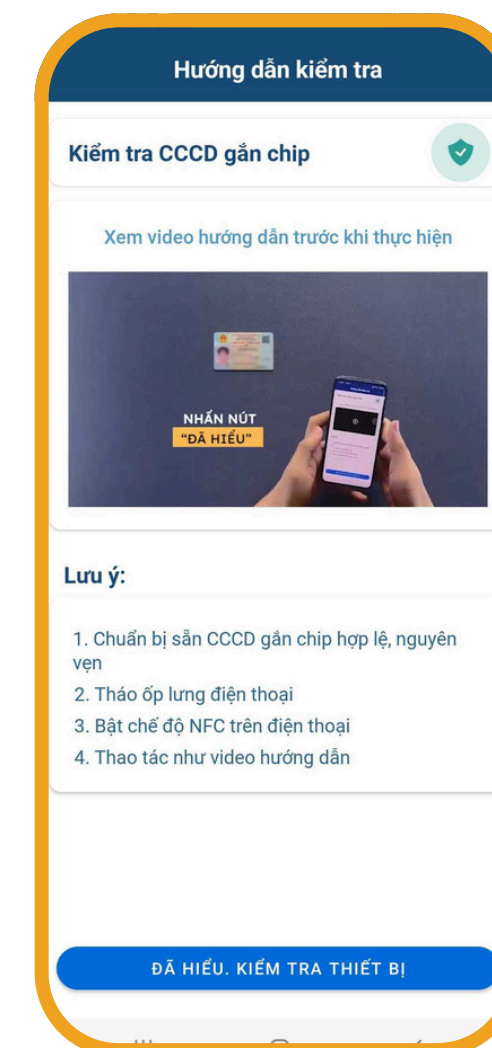 Hướng dẫn kiểm tra
Kiểm tra CCCD gắn chip
Xem video hướng dẫn trước khi thực hiện
NHẤN NÚT
"ĐÃ HIỂU"
Lưu ý:
1. Chuẩn bị sẵn CCCD gắn chip hợp lệ, nguyên
vẹn
2. Tháo ốp lưng điện thoại
3. Bật chế độ NFC trên điện thoại
4. Thao tác như video hướng dẫn
ĐÃ HIỂU. KIỂM TRA THIẾT BỊ